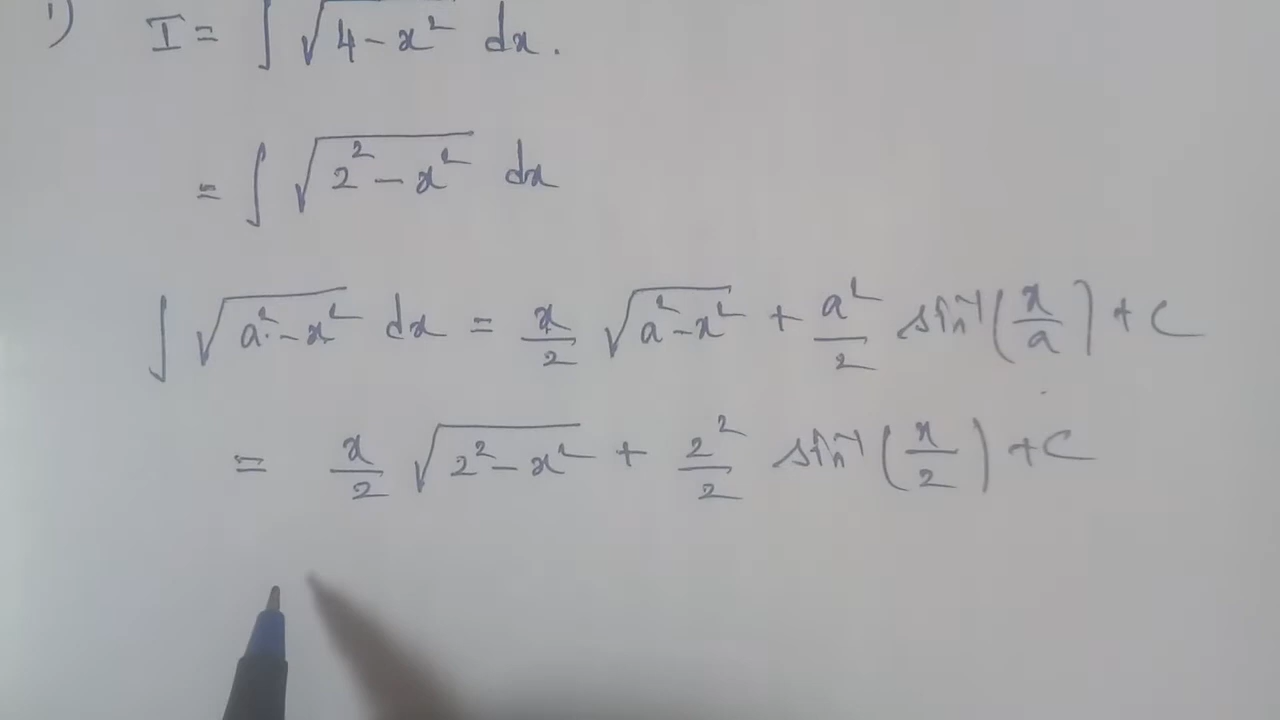 1) I = ∫ √(4 - x²) dx.
= ∫ √(2² - x²) dx
∫ √(a² - x²) dx = x/2 √(a² - x²) + a²/2 sin⁻¹(x/a) + C
= x/2 √(2² - x²) + 2²/2 sin⁻¹(x/2) + C